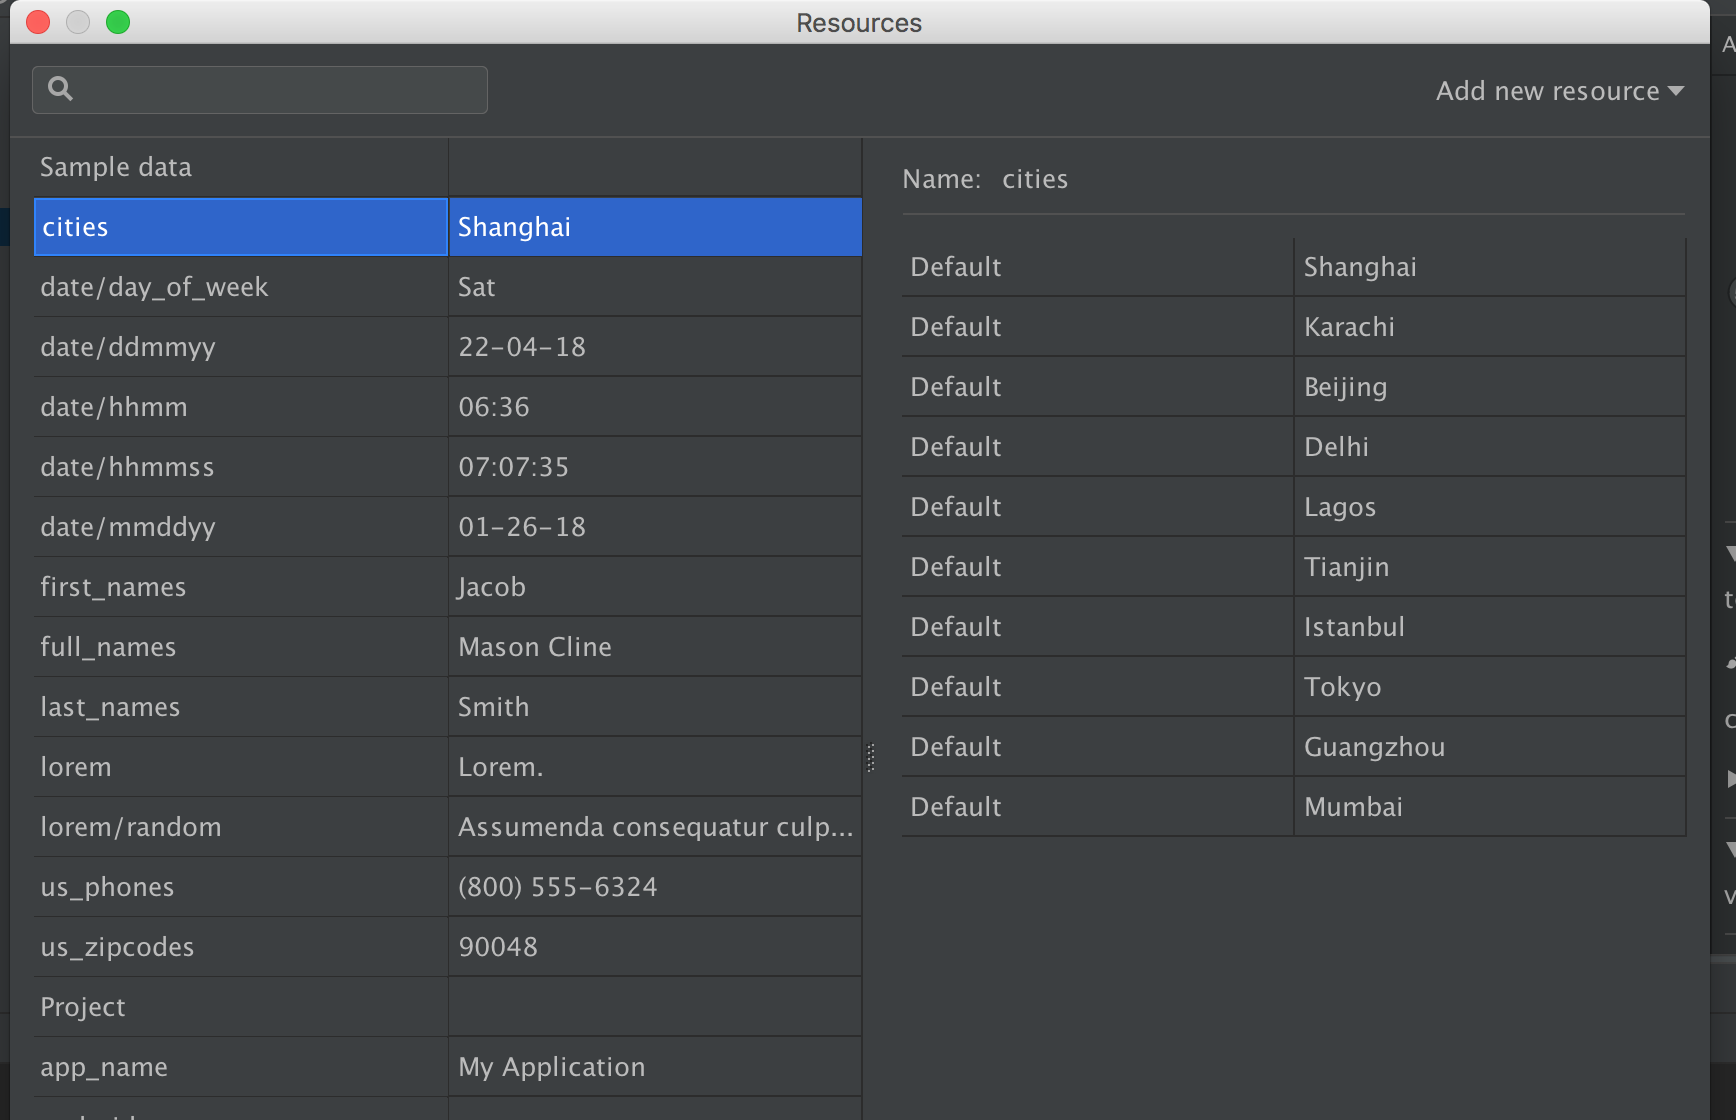 Resources
Add new resource
Sample data
cities Shanghai
date/day_of_week Sat
date/ddmmyy 22-04-18
date/hhmm 06:36
date/hhmmss 07:07:35
date/mmddyy 01-26-18
first_names Jacob
full_names Mason Cline
last_names Smith
lorem Lorem.
lorem/random Assumenda consequatur culp...
us_phones (800) 555-6324
us_zipcodes 90048
Project
app_name My Application
Name: cities
Default Shanghai
Default Karachi
Default Beijing
Default Delhi
Default Lagos
Default Tianjin
Default Istanbul
Default Tokyo
Default Guangzhou
Default Mumbai